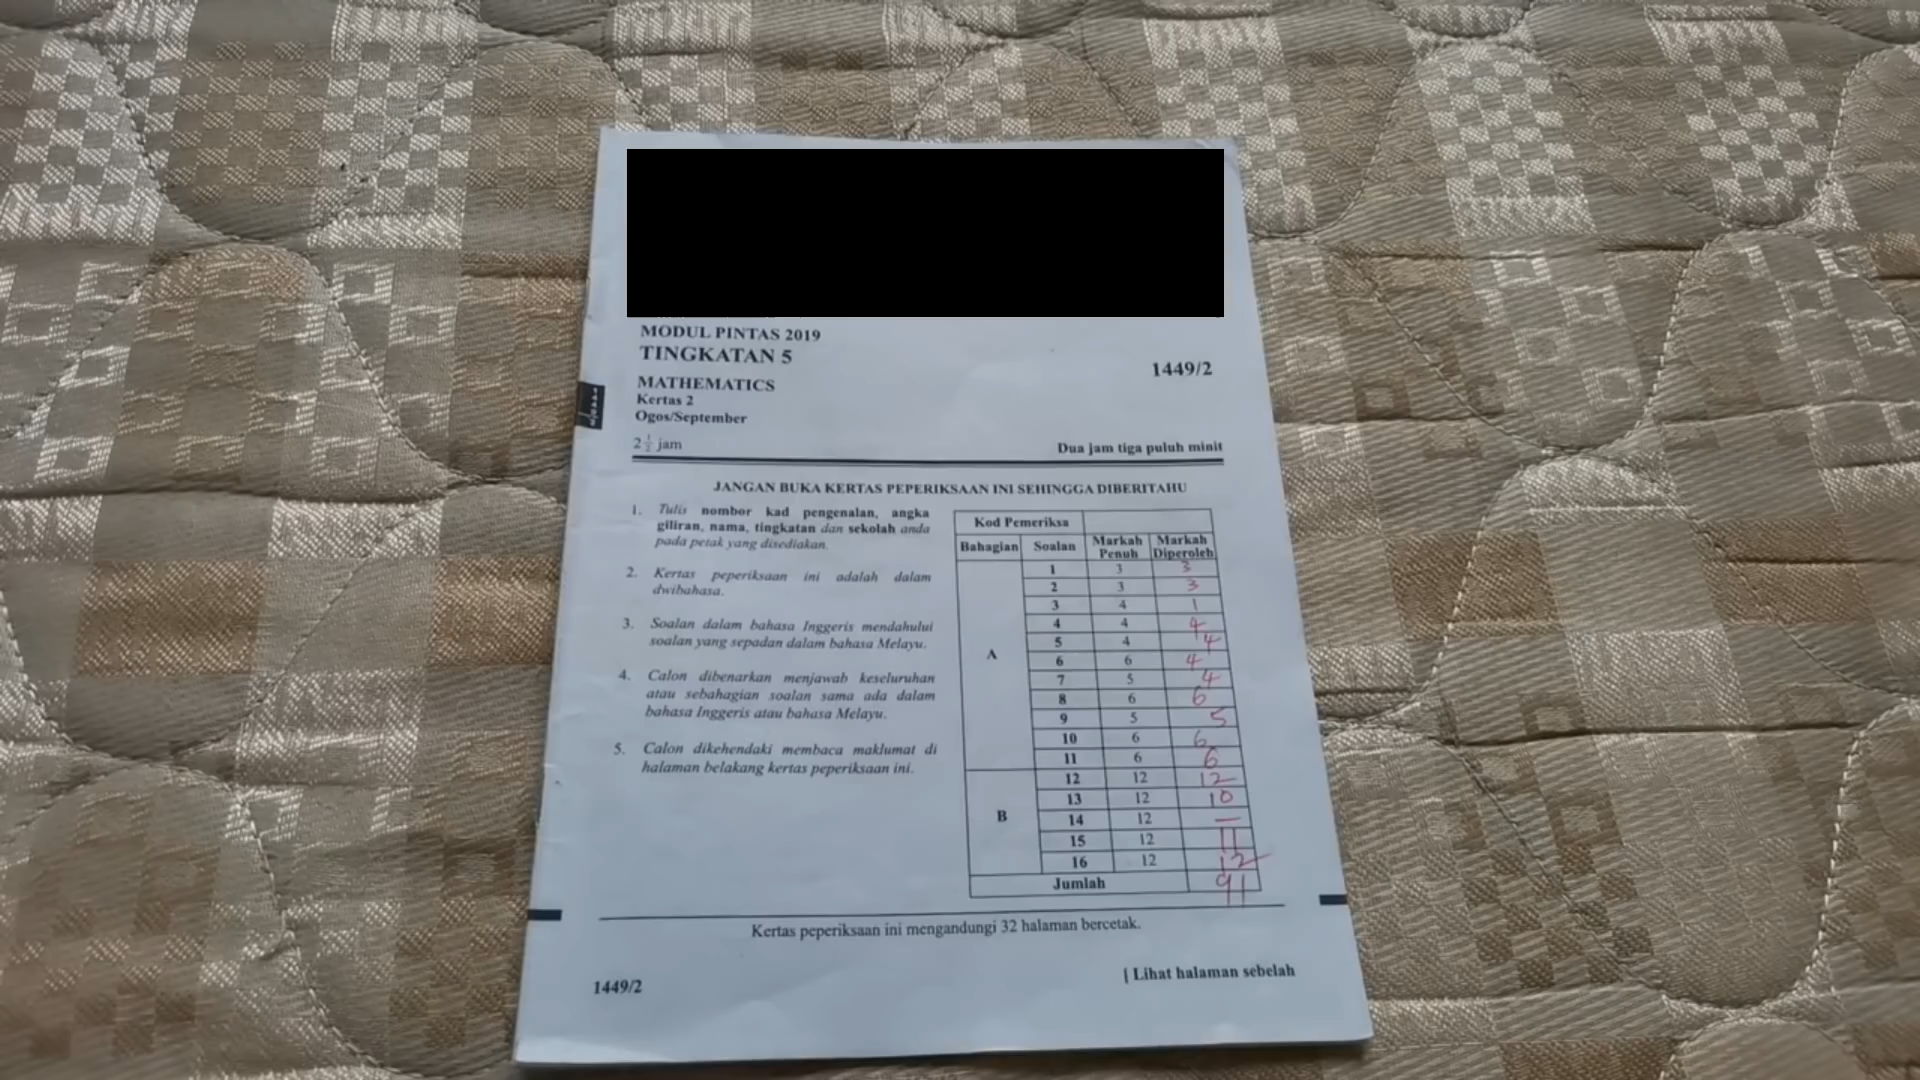 MODUL PINTAS 2019
TINGKATAN 5
1449/2
MATHEMATICS
Kertas 2
Ogos/September
2 1/2 jam
Dua jam tiga puluh minit
JANGAN BUKA KERTAS PEPERIKSAAN INI SEHINGGA DIBERITAHU
1. Tulis nombor kad pengenalan, angka
giliran, nama, tingkatan dan sekolah anda
pada petak yang disediakan.
2. Kertas peperiksaan ini adalah dalam
dwibahasa.
3. Soalan dalam bahasa Inggeris mendahului
soalan yang sepadan dalam bahasa Melayu.
4. Calon dibenarkan menjawab keseluruhan
atau sebahagian soalan sama ada dalam
bahasa Inggeris atau bahasa Melayu.
5. Calon dikehendaki membaca maklumat di
halaman belakang kertas peperiksaan ini.
Kod Pemeriksa
Bahagian Soalan Markah Penuh Markah Diperoleh
A
1 3 3
2 3 3
3 4 1
4 4 4
5 4 4
6 6 4
7 5 4
8 6 6
9 5 5
10 6 6
11 6 6
B
12 12 12
13 12 10
14 12 —
15 12 11
16 12 12
Jumlah 91
Kertas peperiksaan ini mengandungi 32 halaman bercetak.
1449/2
[ Lihat halaman sebelah